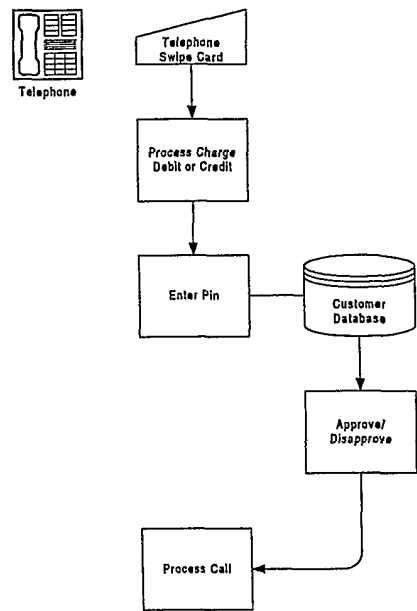 Telephone
Swipe Card
Telephone
Process Charge
Debit or Credit
Enter Pin
Customer
Database
Approve/
Disapprove
Process Call